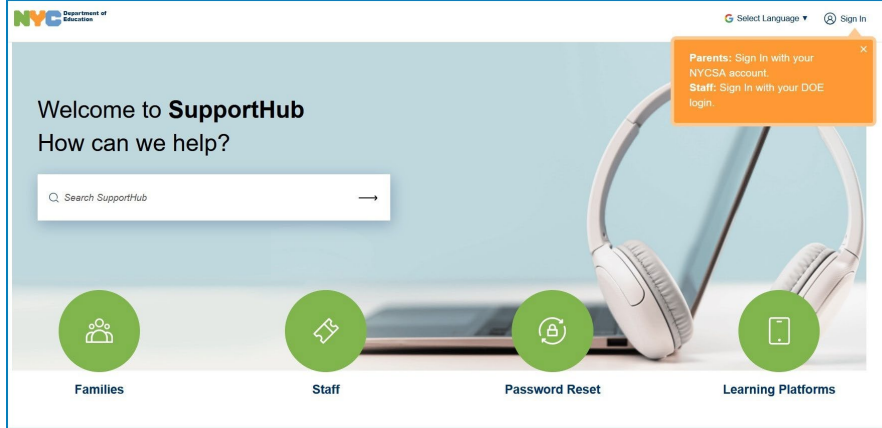 NYC Department of
Education
Select Language ▼
Sign In
Parents: Sign In with your
NYCSA account.
Staff: Sign In with your DOE
login.
Welcome to SupportHub
How can we help?
Search SupportHub
Families
Staff
Password Reset
Learning Platforms